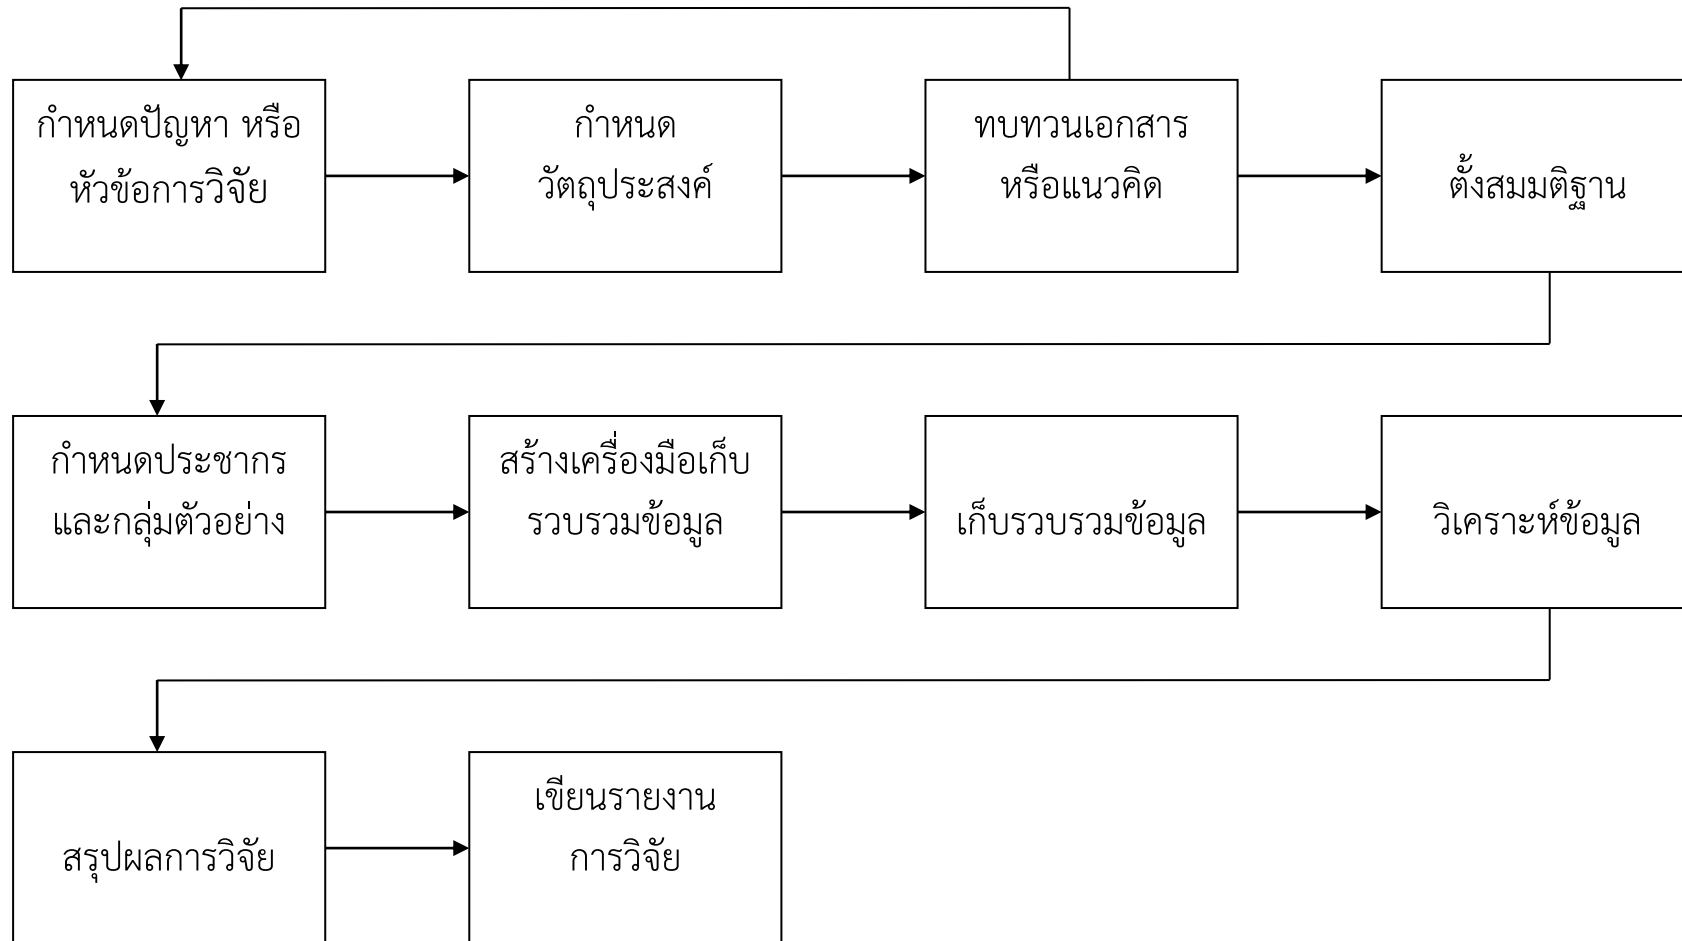 กำหนดปัญหา หรือ
หัวข้อการวิจัย
กำหนด
วัตถุประสงค์
ทบทวนเอกสาร
หรือแนวคิด
ตั้งสมมติฐาน
กำหนดประชากร
และกลุ่มตัวอย่าง
สร้างเครื่องมือเก็บ
รวบรวมข้อมูล
เก็บรวบรวมข้อมูล
วิเคราะห์ข้อมูล
สรุปผลการวิจัย
เขียนรายงาน
การวิจัย